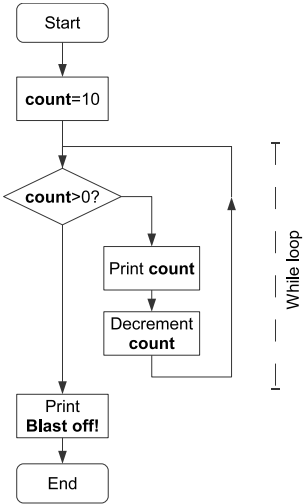 Start
count=10
count>0?
Print count
Decrement
count
While loop
Print
Blast off!
End